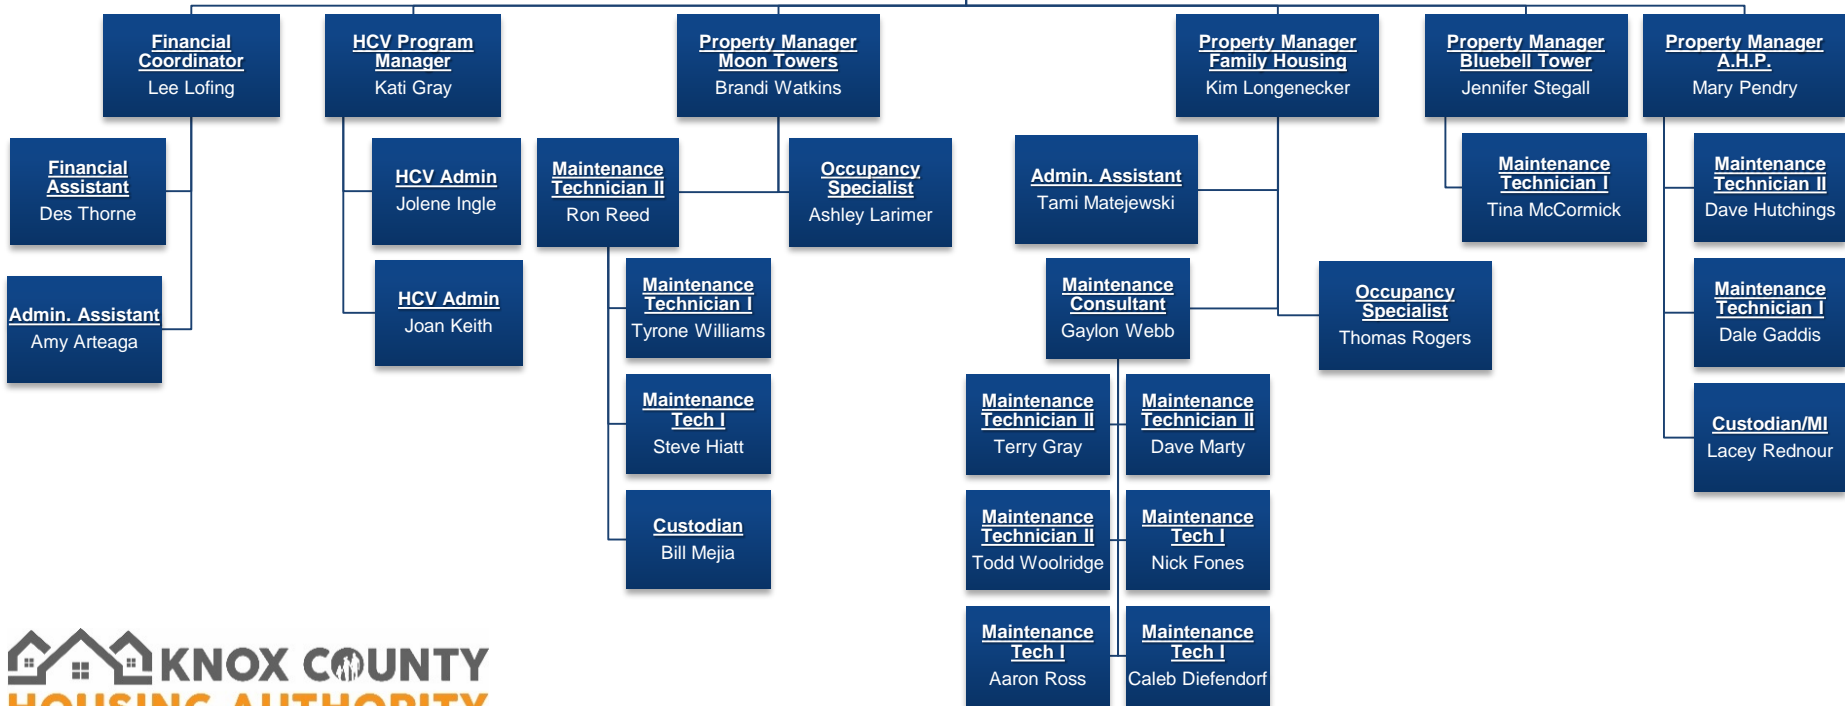 Financial
Coordinator
Lee Lofing
HCV Program
Manager
Kati Gray
Property Manager
Moon Towers
Brandi Watkins
Property Manager
Family Housing
Kim Longenecker
Property Manager
Bluebell Tower
Jennifer Stegall
Property Manager
A.H.P.
Mary Pendry
Financial
Assistant
Des Thorne
HCV Admin
Jolene Ingle
Maintenance
Technician II
Ron Reed
Occupancy
Specialist
Ashley Larimer
Admin. Assistant
Tami Matejewski
Maintenance
Technician I
Tina McCormick
Maintenance
Technician II
Dave Hutchings
Admin. Assistant
Amy Arteaga
HCV Admin
Joan Keith
Maintenance
Technician I
Tyrone Williams
Maintenance
Consultant
Gaylon Webb
Occupancy
Specialist
Thomas Rogers
Maintenance
Technician I
Dale Gaddis
Maintenance
Tech I
Steve Hiatt
Maintenance
Technician II
Terry Gray
Maintenance
Technician II
Dave Marty
Custodian/MI
Lacey Rednour
Custodian
Bill Mejia
Maintenance
Technician II
Todd Woolridge
Maintenance
Tech I
Nick Fones
Maintenance
Tech I
Aaron Ross
Maintenance
Tech I
Caleb Diefendorf
KNOX COUNTY
HOUSING AUTHORITY